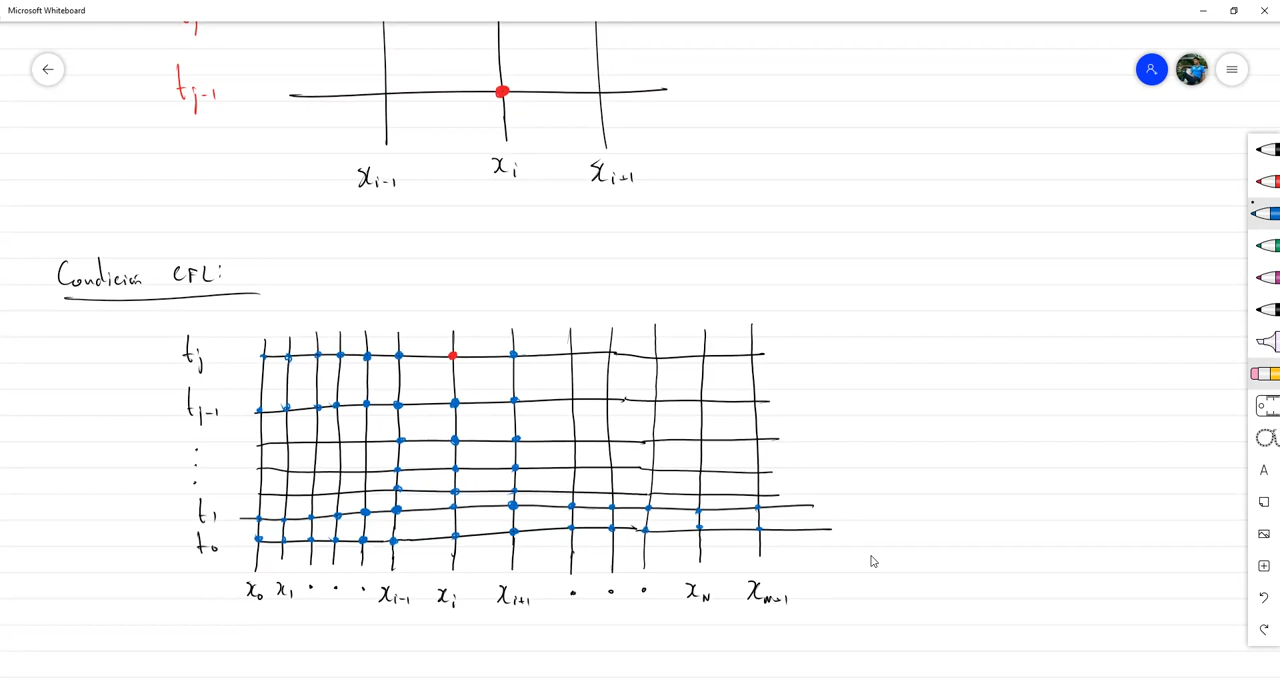 Microsoft Whiteboard
t_{j-1}
x_{i-1} x_i x_{i+1}
Condición CFL:
t_j
t_{j-1}
⋮
t_1
t_0
x_0 x_1 . . . x_{i-1} x_i x_{i+1} . . . x_N x_{N+1}
A